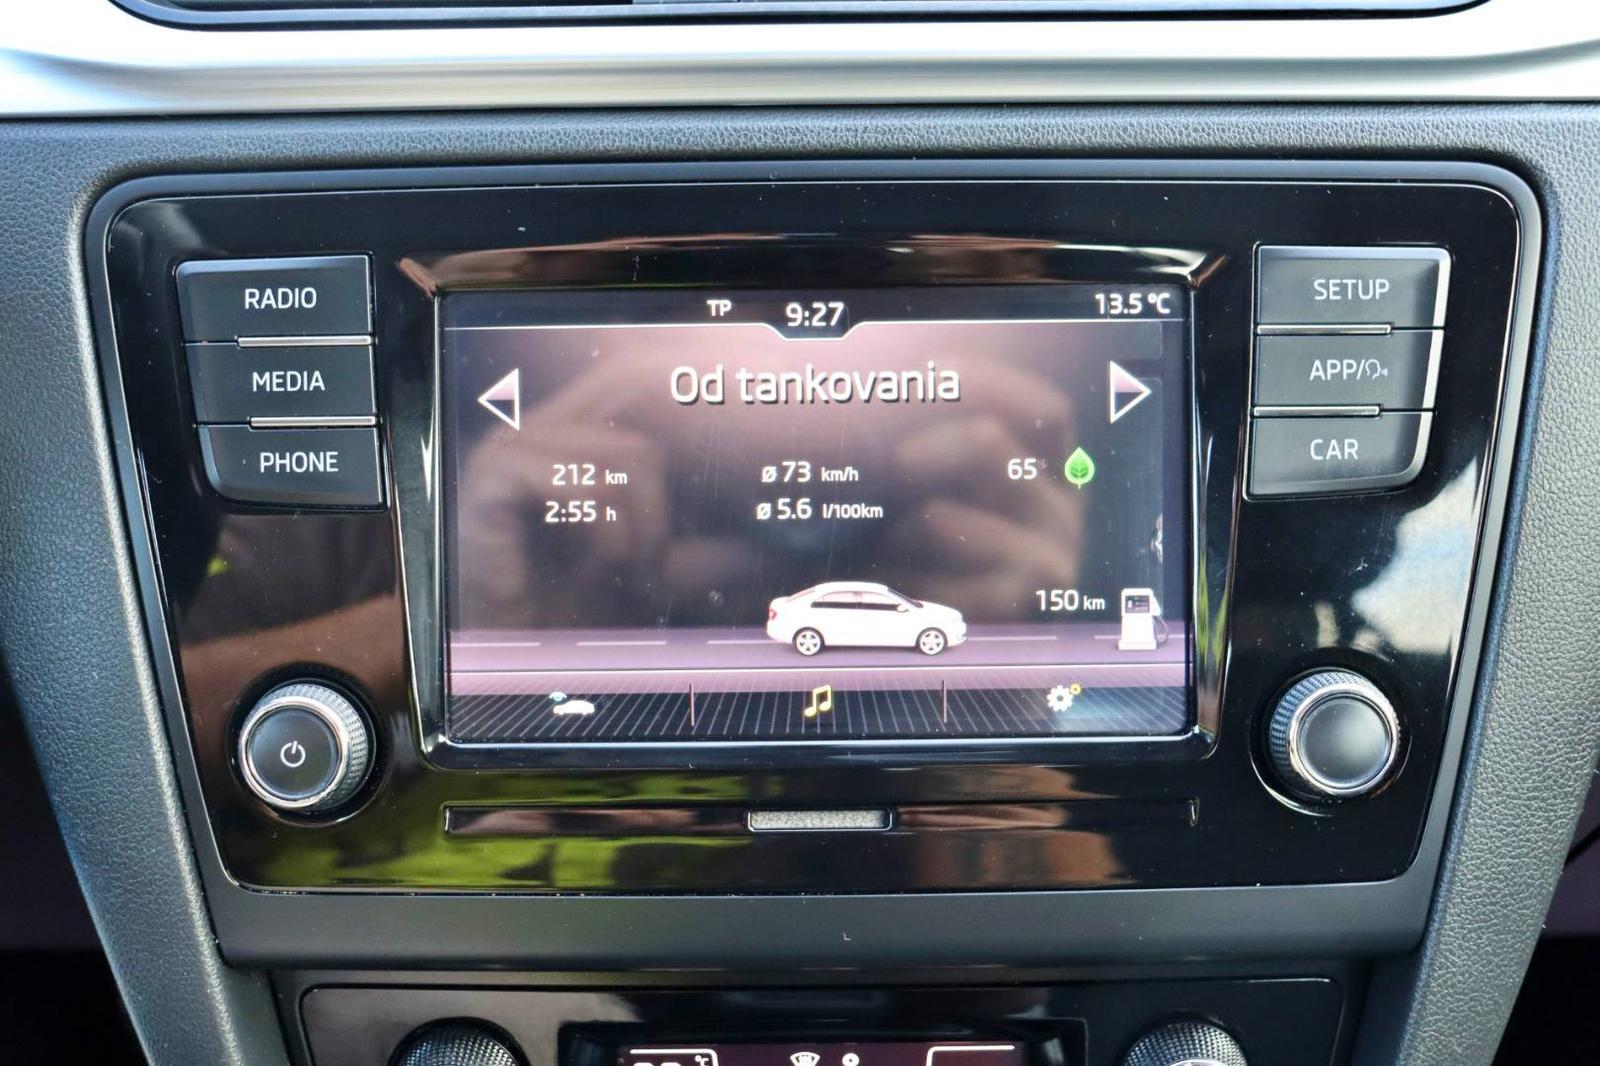 TP 9:27 13.5 °C
RADIO
SETUP
MEDIA
Od tankovania
APP/
PHONE
CAR
212 km ø 73 km/h 65
2:55 h ø 5.6 l/100km
150 km
°C